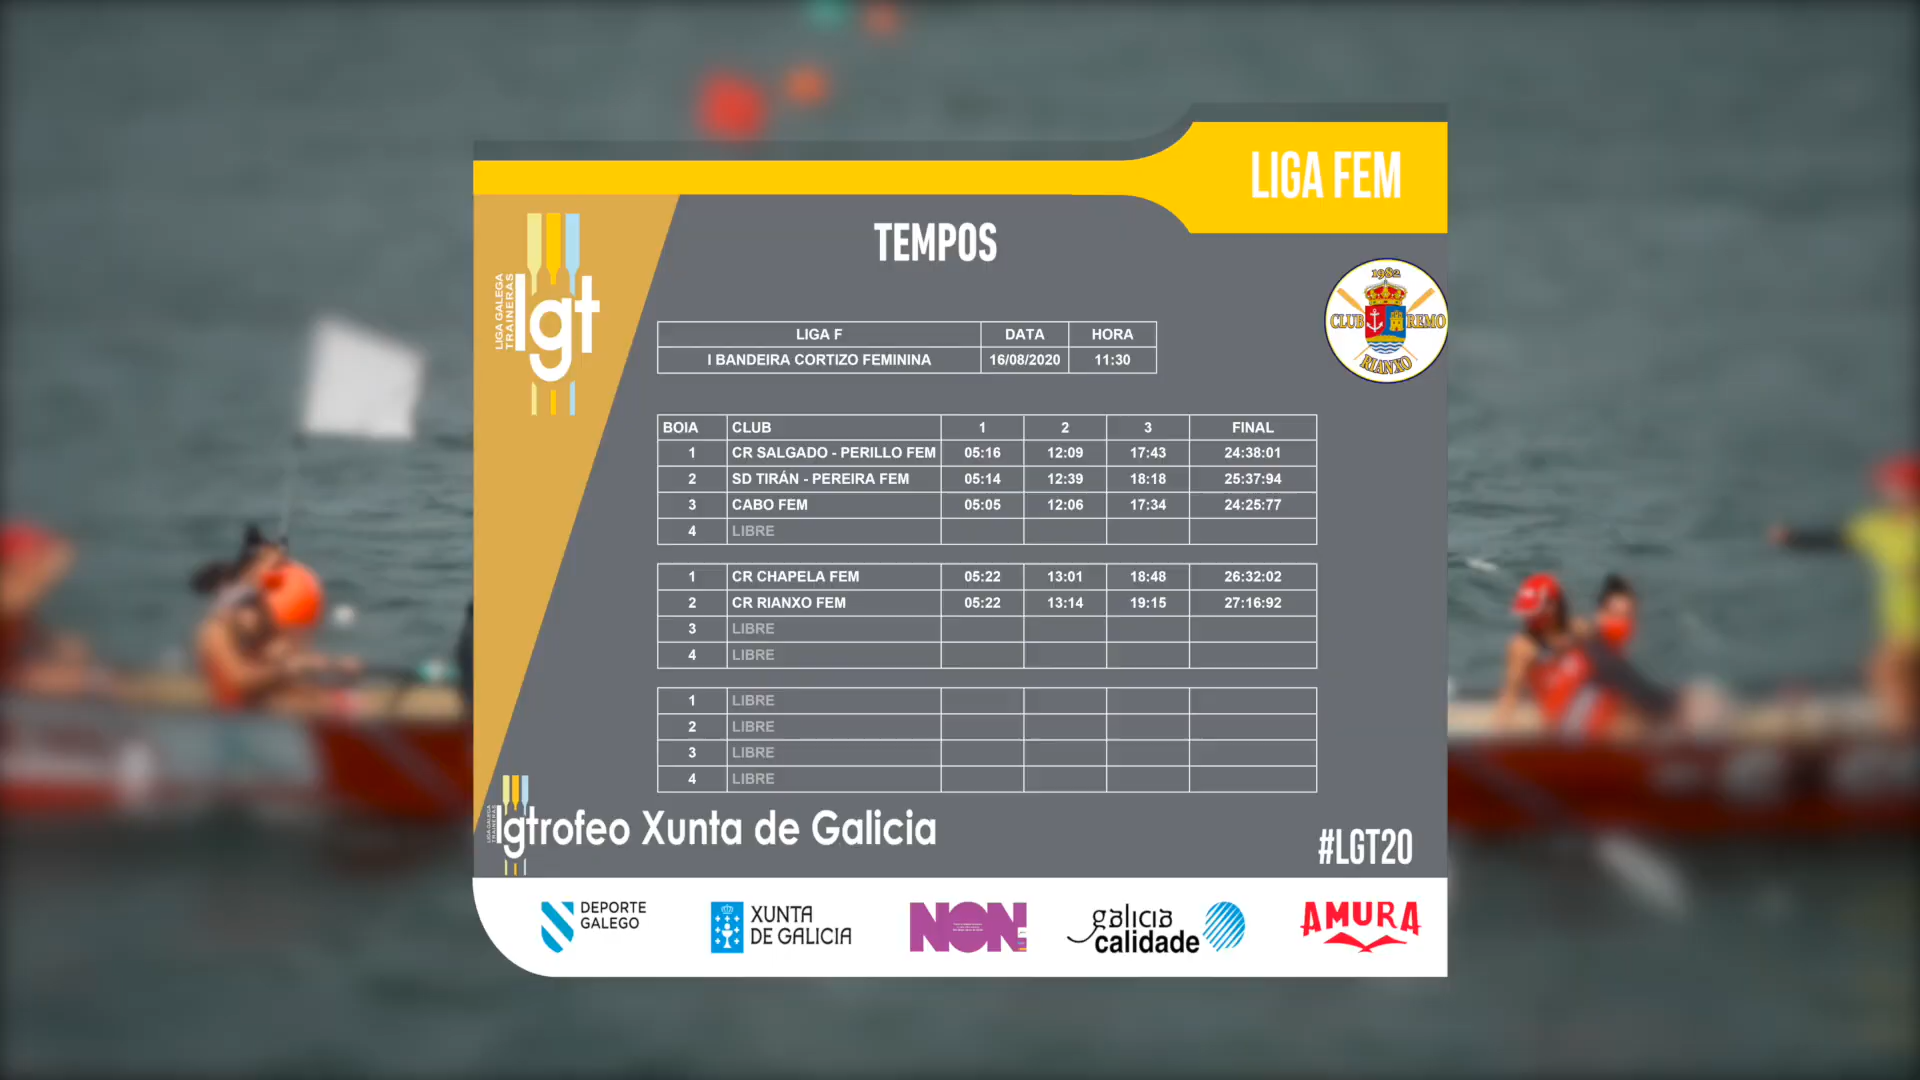 LIGA FEM
TEMPOS
LIGA GALEGA
TRAINERAS
lgt
1982
CLUB REMO
RIANXO
LIGA F DATA HORA
I BANDEIRA CORTIZO FEMININA 16/08/2020 11:30
BOIA CLUB 1 2 3 FINAL
1 CR SALGADO - PERILLO FEM 05:16 12:09 17:43 24:38:01
2 SD TIRÁN - PEREIRA FEM 05:14 12:39 18:18 25:37:94
3 CABO FEM 05:05 12:06 17:34 24:25:77
4 LIBRE
1 CR CHAPELA FEM 05:22 13:01 18:48 26:32:02
2 CR RIANXO FEM 05:22 13:14 19:15 27:16:92
3 LIBRE
4 LIBRE
1 LIBRE
2 LIBRE
3 LIBRE
4 LIBRE
lgtrofeo Xunta de Galicia
#LGT20
DEPORTE
GALEGO
XUNTA
DE GALICIA
NON!
galicia
calidade
AMURA